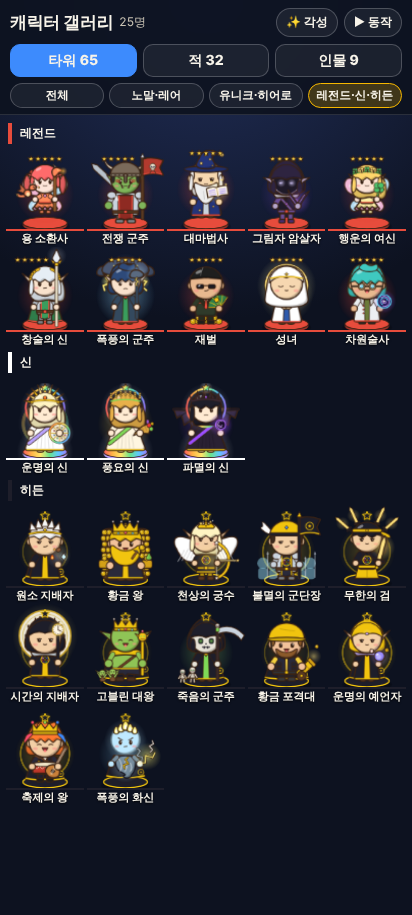 캐릭터 갤러리 25명 ✨ 각성 ▶ 동작
타워 65 적 32 인물 9
전체 노말·레어 유니크·히어로 레전드·신·히든
레전드
용 소환사 전쟁 군주 대마법사 그림자 암살자 행운의 여신
창술의 신 폭풍의 군주 재벌 성녀 차원술사
신
운명의 신 풍요의 신 파멸의 신
히든
원소 지배자 황금 왕 천상의 궁수 불멸의 군단장 무한의 검
시간의 지배자 고블린 대왕 죽음의 군주 황금 포격대 운명의 예언자
축제의 왕 폭풍의 화신